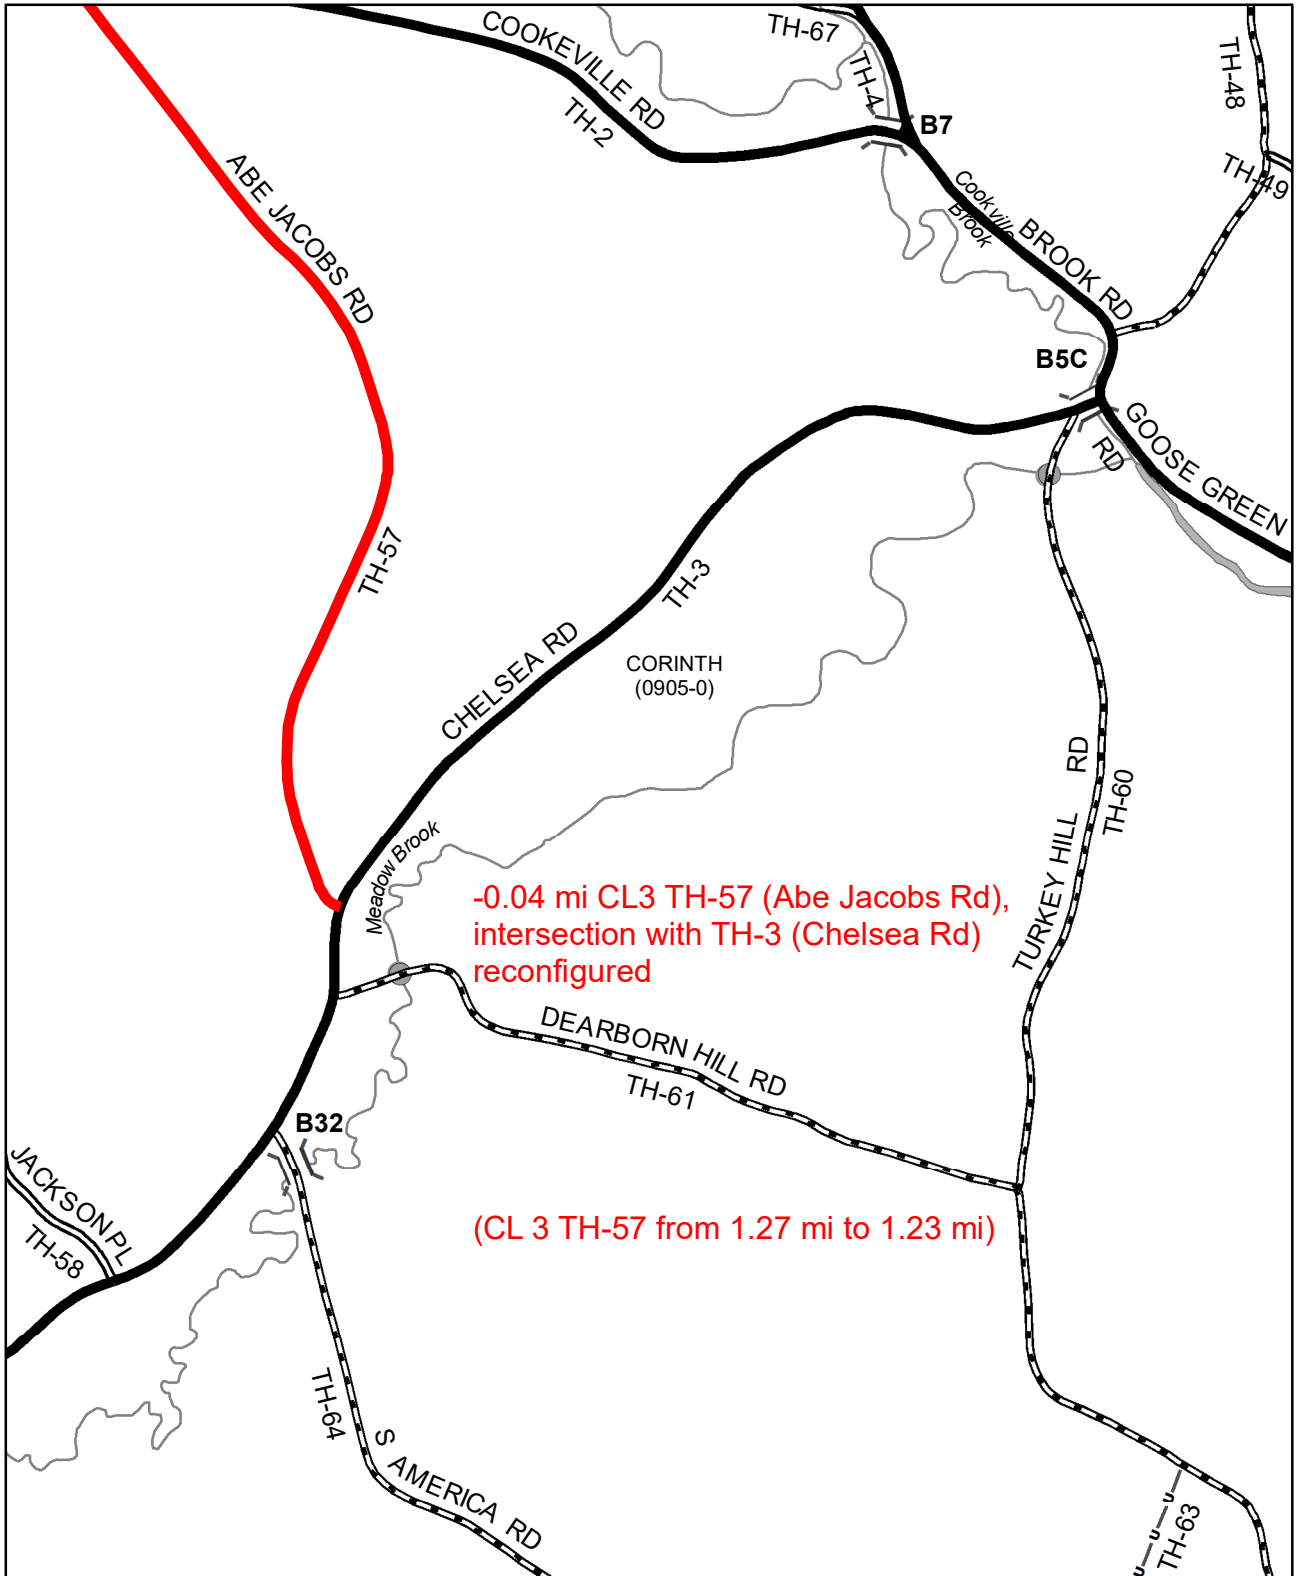 COOKEVILLE RD
TH-2
TH-67
TH-4
B7
TH-48
TH-49
Cookville
Brook
BROOK RD
ABE JACOBS RD
B5C
GOOSE GREEN
RD
TH-57
TH-3
CHELSEA RD
CORINTH
(0905-0)
TURKEY HILL RD
TH-60
Meadow Brook
-0.04 mi CL3 TH-57 (Abe Jacobs Rd),
intersection with TH-3 (Chelsea Rd)
reconfigured
DEARBORN HILL RD
TH-61
B32
JACKSON PL
TH-58
(CL 3 TH-57 from 1.27 mi to 1.23 mi)
TH-64
S AMERICA RD
S
S
S
TH-63